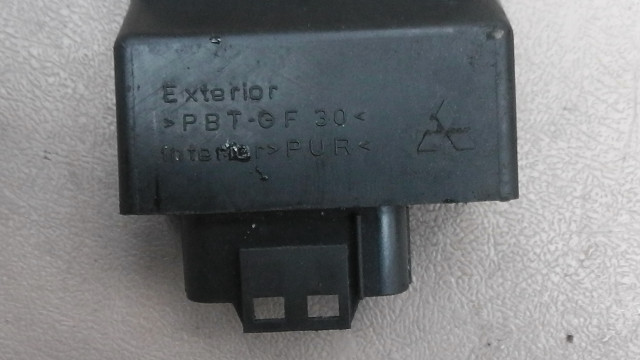 Exterior
>PBT-GF 30<
Interior>PUR<